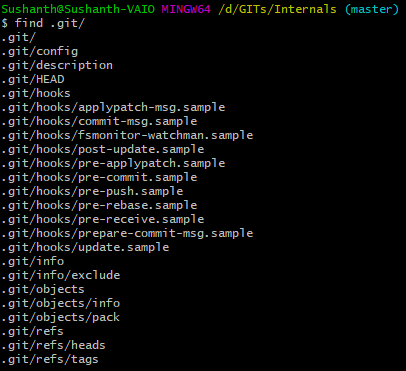 Sushanth@Sushanth-VAIO MINGW64 /d/GITs/Internals (master)
$ find .git/
.git/
.git/config
.git/description
.git/HEAD
.git/hooks
.git/hooks/applypatch-msg.sample
.git/hooks/commit-msg.sample
.git/hooks/fsmonitor-watchman.sample
.git/hooks/post-update.sample
.git/hooks/pre-applypatch.sample
.git/hooks/pre-commit.sample
.git/hooks/pre-push.sample
.git/hooks/pre-rebase.sample
.git/hooks/pre-receive.sample
.git/hooks/prepare-commit-msg.sample
.git/hooks/update.sample
.git/info
.git/info/exclude
.git/objects
.git/objects/info
.git/objects/pack
.git/refs
.git/refs/heads
.git/refs/tags